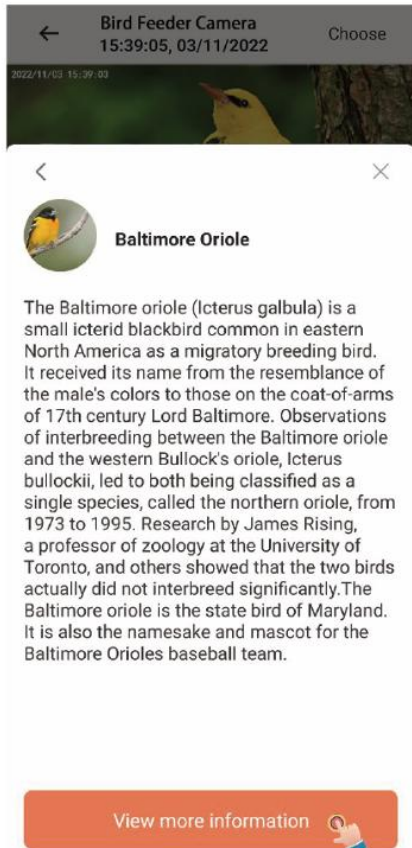 Bird Feeder Camera
15:39:05, 03/11/2022
Choose
2022/11/03 15:39:03
Baltimore Oriole
The Baltimore oriole (Icterus galbula) is a
small icterid blackbird common in eastern
North America as a migratory breeding bird.
It received its name from the resemblance of
the male's colors to those on the coat-of-arms
of 17th century Lord Baltimore. Observations
of interbreeding between the Baltimore oriole
and the western Bullock's oriole, Icterus
bullockii, led to both being classified as a
single species, called the northern oriole, from
1973 to 1995. Research by James Rising,
a professor of zoology at the University of
Toronto, and others showed that the two birds
actually did not interbreed significantly.The
Baltimore oriole is the state bird of Maryland.
It is also the namesake and mascot for the
Baltimore Orioles baseball team.
View more information